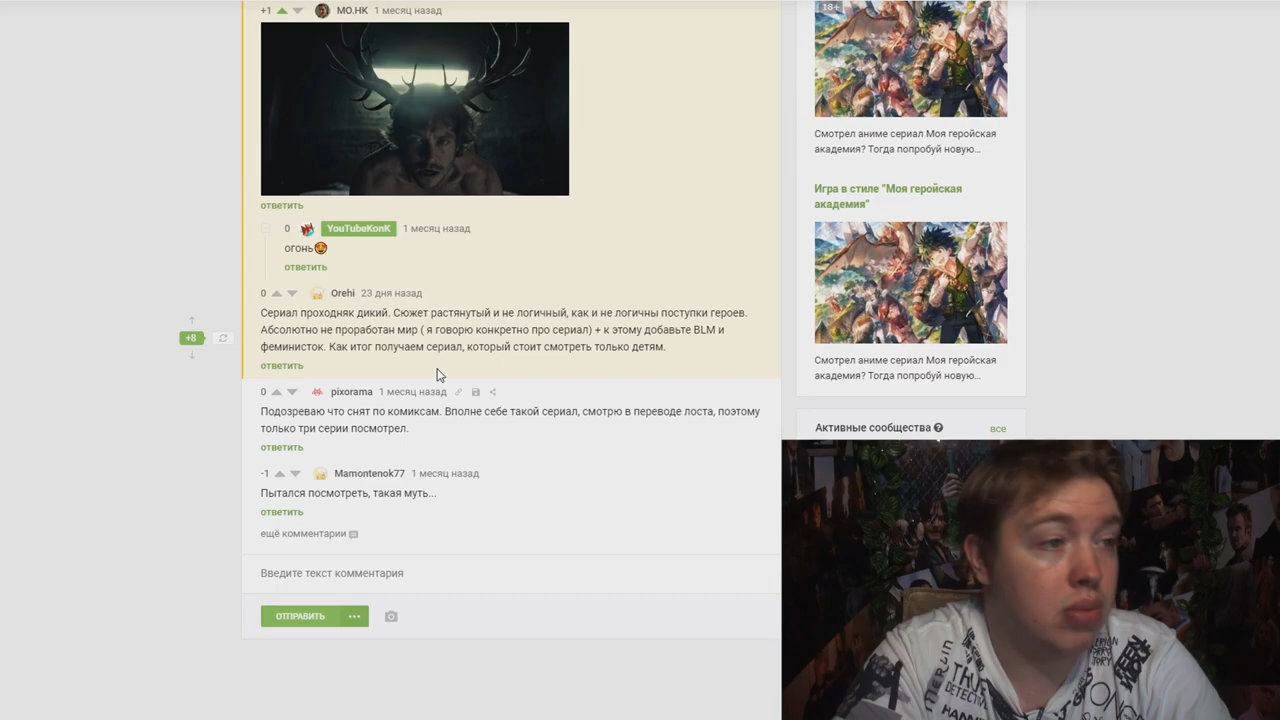 +1 MO.HK 1 месяц назад
ответить
0 YouTubeKonK 1 месяц назад
огонь😍
ответить
0 Orehi 23 дня назад
Сериал проходняк дикий. Сюжет растянутый и не логичный, как и не логичны поступки героев.
Абсолютно не проработан мир ( я говорю конкретно про сериал) + к этому добавьте BLM и
феминисток. Как итог получаем сериал, который стоит смотреть только детям.
ответить
+8
0 pixorama 1 месяц назад
Подозреваю что снят по комиксам. Вполне себе такой сериал, смотрю в переводе лоста, поэтому
только три серии посмотрел.
ответить
-1 Mamontenok77 1 месяц назад
Пытался посмотреть, такая муть...
ответить
ещё комментарии
Введите текст комментария
ОТПРАВИТЬ
18+
Смотрел аниме сериал Моя геройская
академия? Тогда попробуй новую...
Игра в стиле "Моя геройская
академия"
Смотрел аниме сериал Моя геройская
академия? Тогда попробуй новую...
Активные сообщества
все
MERLIN
TRUE
DETECTIVE